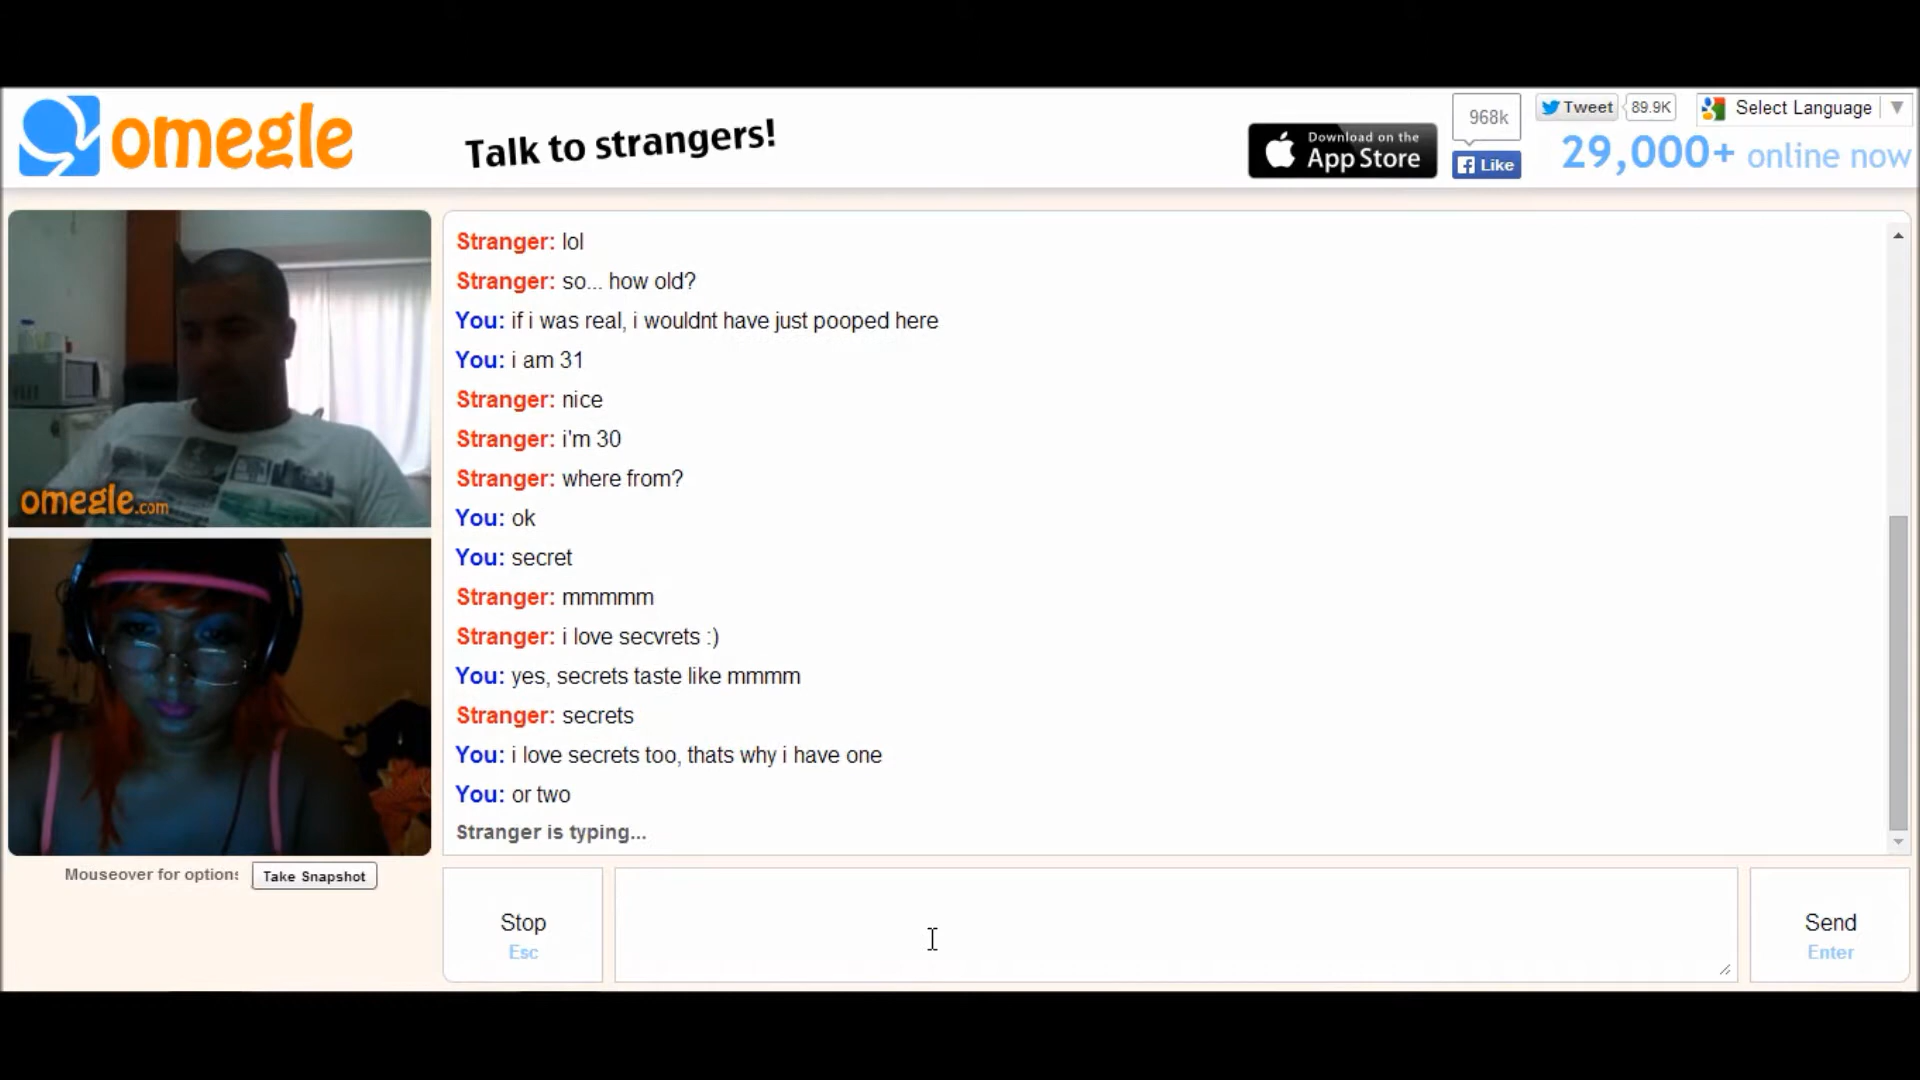 omegle
Talk to strangers!
Download on the
App Store
968k
Like
Tweet
89.9K
Select Language
29,000+ online now
omegle.com
Stranger: lol
Stranger: so... how old?
You: if i was real, i wouldnt have just pooped here
You: i am 31
Stranger: nice
Stranger: i'm 30
Stranger: where from?
You: ok
You: secret
Stranger: mmmmm
Stranger: i love secvrets :)
You: yes, secrets taste like mmmm
Stranger: secrets
You: i love secrets too, thats why i have one
You: or two
Stranger is typing...
Mouseover for options
Take Snapshot
Stop
Esc
Send
Enter